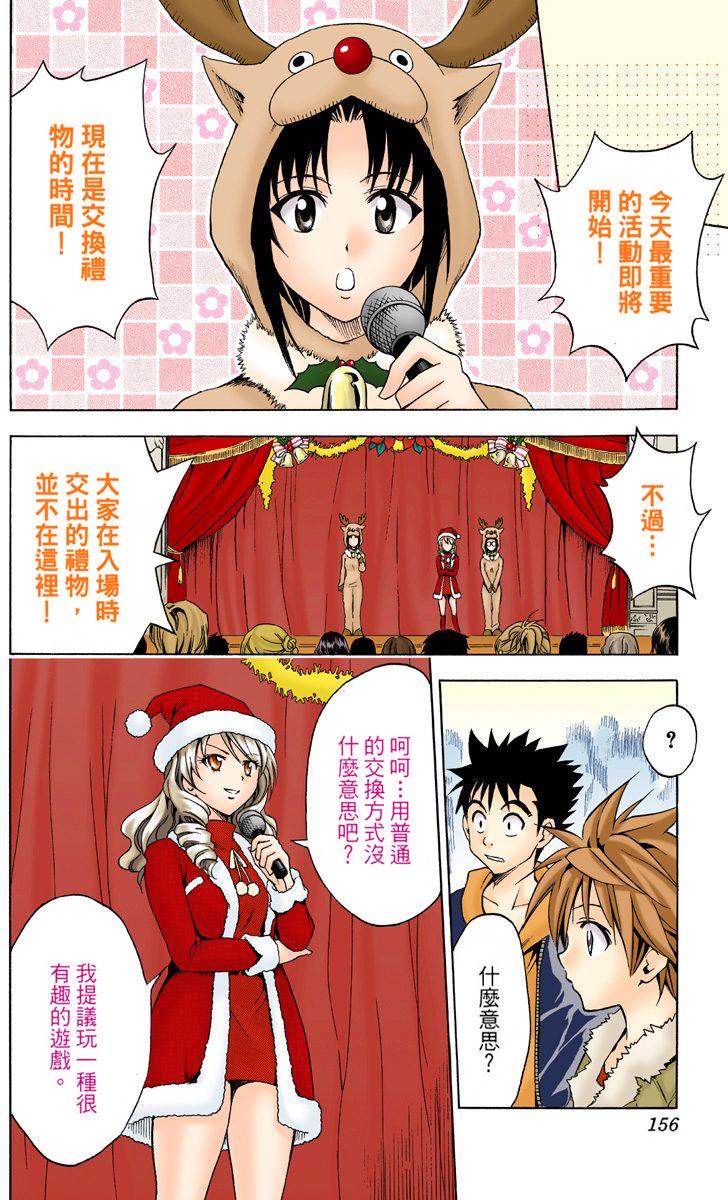 今天最重要
的活動即將
開始！
現在是交換禮
物的時間！
不過…
大家在入場時
交出的禮物，
並不在這裡！
？
什麼意思？
呵呵…用普通
的交換方式沒
什麼意思吧？
我提議玩一種很
有趣的遊戲。
156